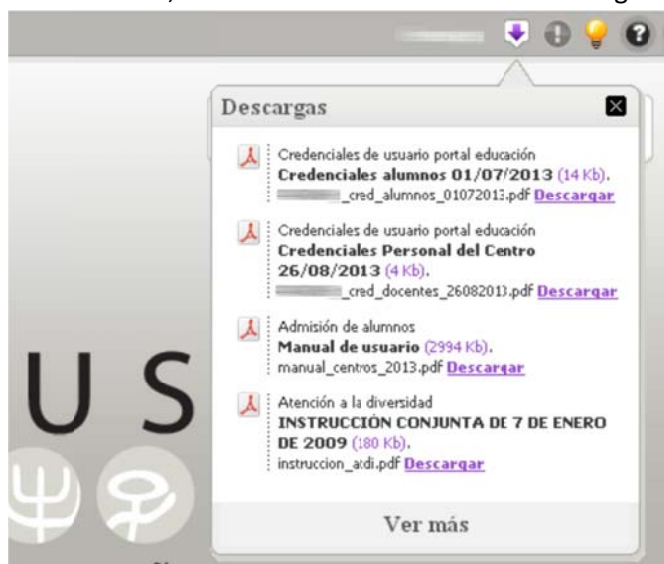 Descargas
Credenciales de usuario portal educación
Credenciales alumnos 01/07/2013 (14 Kb).
_cred_alumnos_01072013.pdf Descargar
Credenciales de usuario portal educación
Credenciales Personal del Centro
26/08/2013 (4 Kb).
_cred_docentes_26082013.pdf Descargar
Admisión de alumnos
Manual de usuario (2994 Kb).
manual_centros_2013.pdf Descargar
Atención a la diversidad
INSTRUCCIÓN CONJUNTA DE 7 DE ENERO
DE 2009 (180 Kb).
instruccion_atdi.pdf Descargar
U S
Ver más